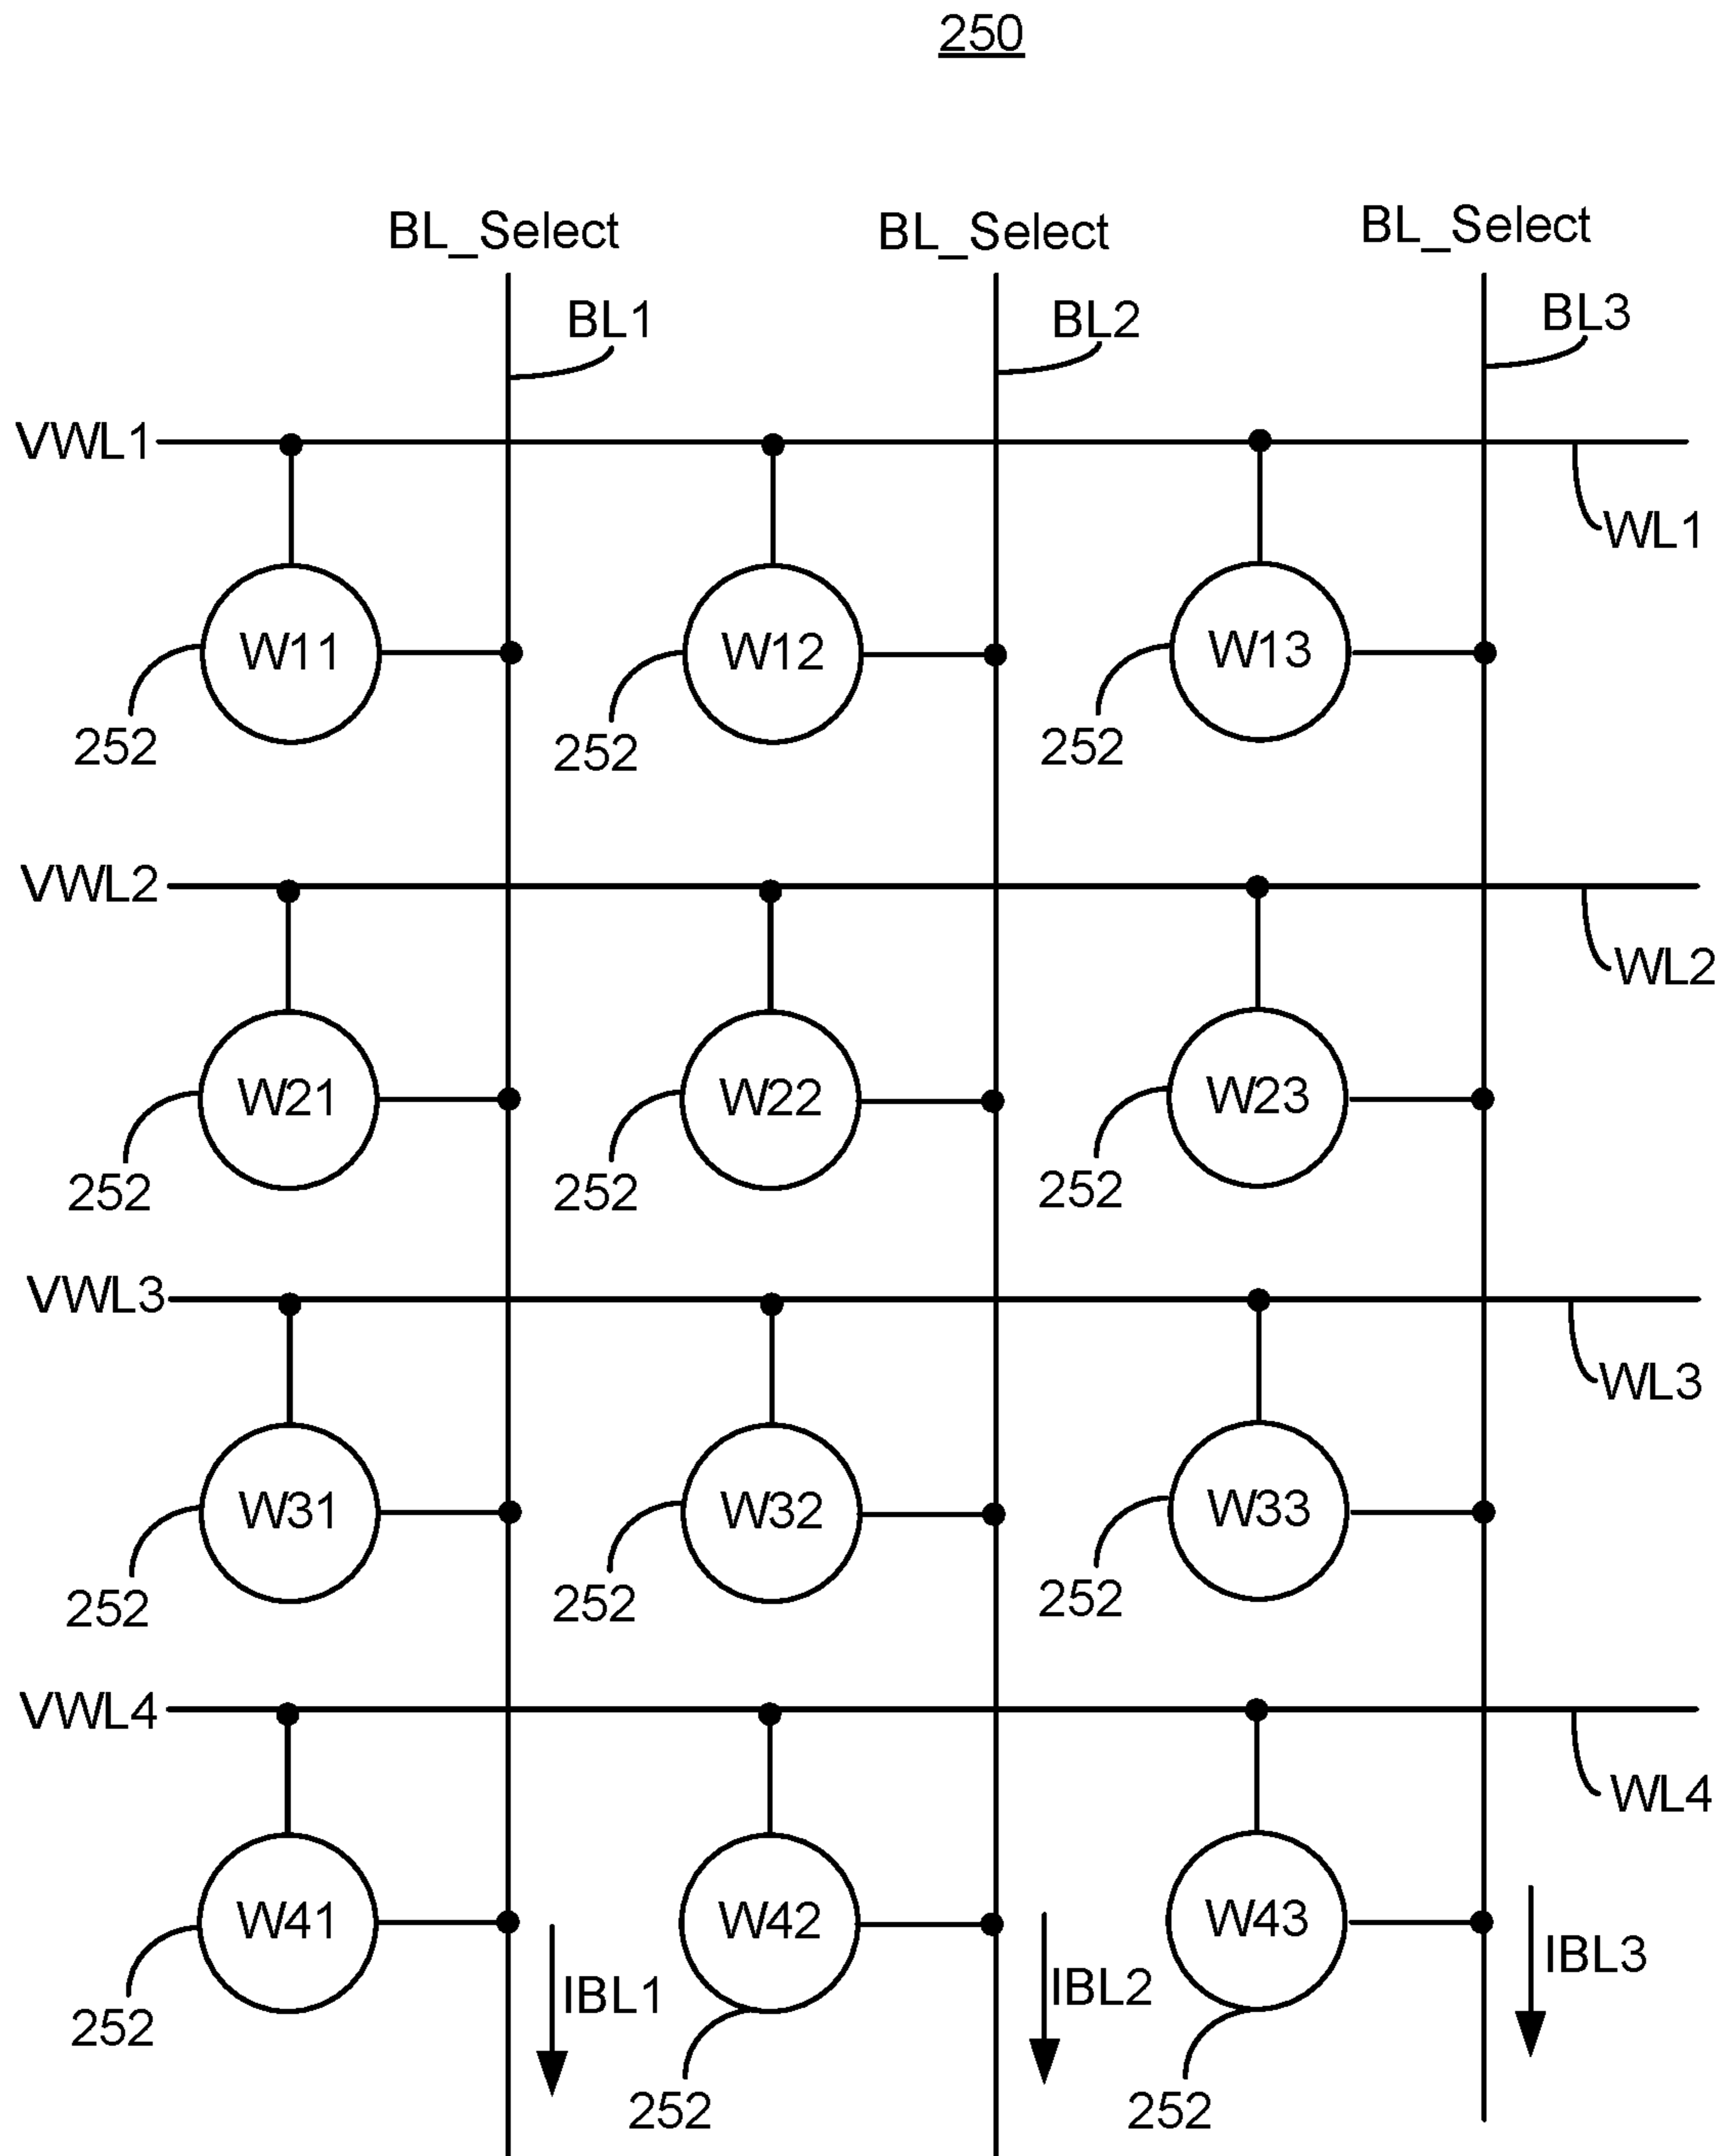 250
BL_Select BL_Select BL_Select
BL1 BL2 BL3
VWL1
WL1
W11 W12 W13
252 252 252
VWL2
WL2
W21 W22 W23
252 252 252
VWL3
WL3
W31 W32 W33
252 252 252
VWL4
WL4
W41 W42 W43
IBL1 IBL2 IBL3
252 252 252